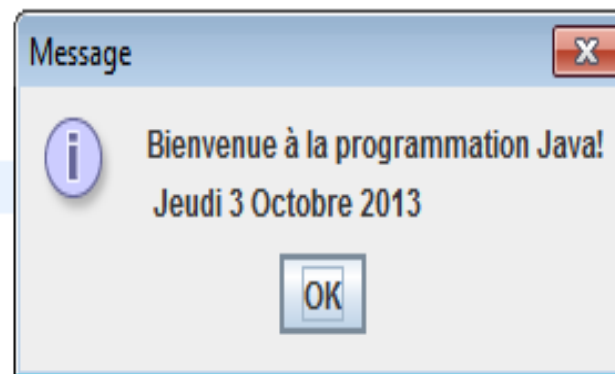 Message
Bienvenue à la programmation Java!
Jeudi 3 Octobre 2013
OK